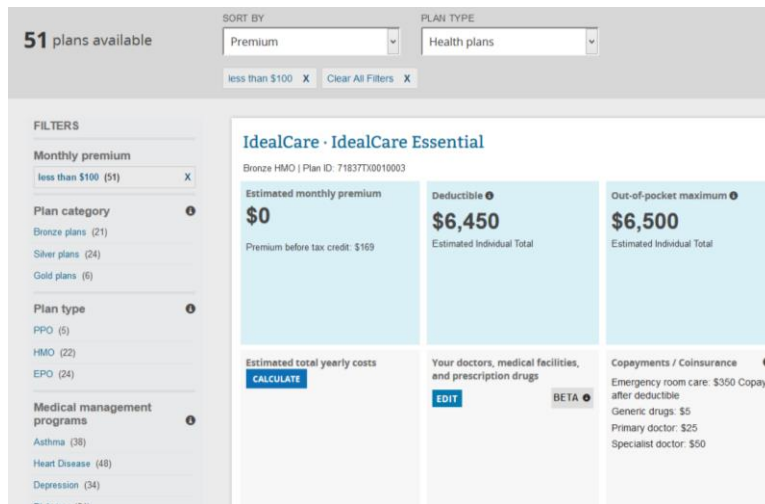 51 plans available
SORT BY
Premium
PLAN TYPE
Health plans
less than $100 X
Clear All Filters X
FILTERS
Monthly premium
less than $100 (51) X
Plan category
Bronze plans (21)
Silver plans (24)
Gold plans (6)
Plan type
PPO (5)
HMO (22)
EPO (24)
Medical management
programs
Asthma (38)
Heart Disease (48)
Depression (34)
IdealCare · IdealCare Essential
Bronze HMO | Plan ID: 71837TX0010003
Estimated monthly premium
$0
Premium before tax credit: $169
Deductible
$6,450
Estimated Individual Total
Out-of-pocket maximum
$6,500
Estimated Individual Total
Estimated total yearly costs
CALCULATE
Your doctors, medical facilities,
and prescription drugs
EDIT
BETA
Copayments / Coinsurance
Emergency room care: $350 Copay
after deductible
Generic drugs: $5
Primary doctor: $25
Specialist doctor: $50